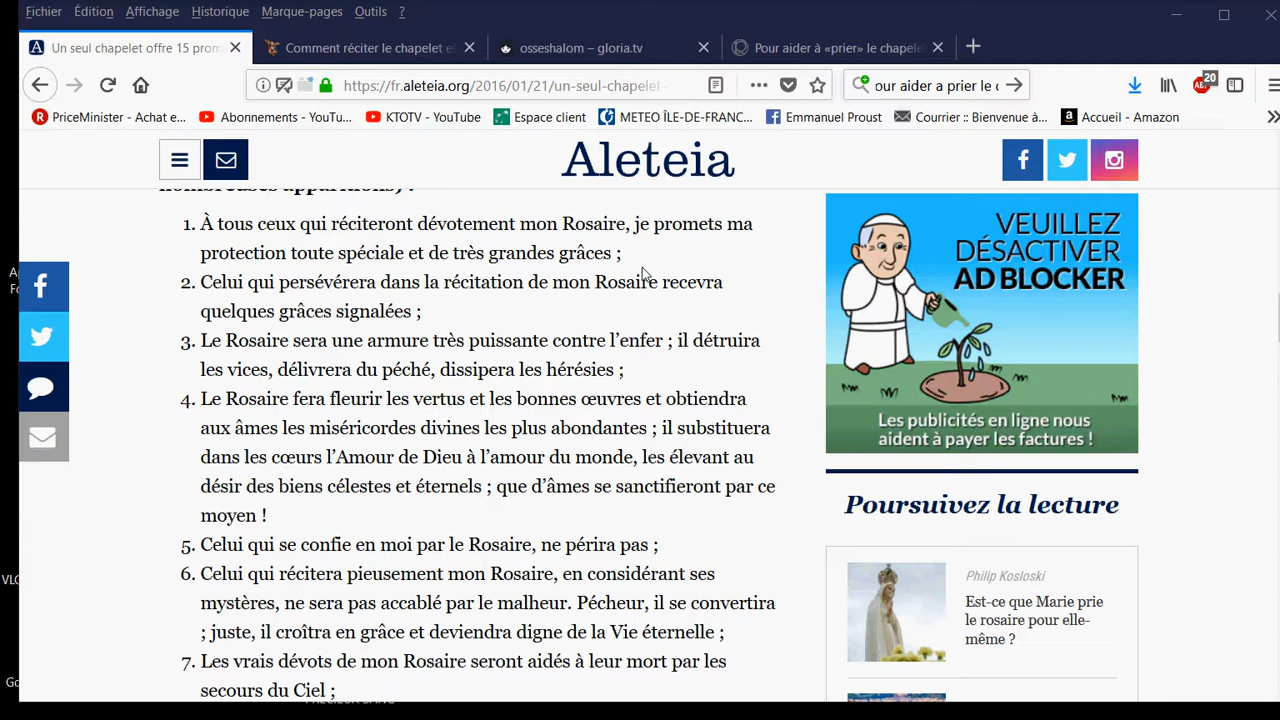 Fichier Édition Affichage Historique Marque-pages Outils ?
Un seul chapelet offre 15 prom
Comment réciter le chapelet e
osseshalom – gloria.tv
Pour aider à «prier» le chapele
https://fr.aleteia.org/2016/01/21/un-seul-chapelet-
our aider a prier le c
20
PriceMinister - Achat e...
Abonnements - YouTu...
KTOTV - YouTube
Espace client
METEO ÎLE-DE-FRANC...
Emmanuel Proust
Courrier :: Bienvenue à...
Accueil - Amazon
Aleteia
nombreuses apparitions) :
1. À tous ceux qui réciteront dévotement mon Rosaire, je promets ma
protection toute spéciale et de très grandes grâces ;
2. Celui qui persévérera dans la récitation de mon Rosaire recevra
quelques grâces signalées ;
3. Le Rosaire sera une armure très puissante contre l’enfer ; il détruira
les vices, délivrera du péché, dissipera les hérésies ;
4. Le Rosaire fera fleurir les vertus et les bonnes œuvres et obtiendra
aux âmes les miséricordes divines les plus abondantes ; il substituera
dans les cœurs l’Amour de Dieu à l’amour du monde, les élevant au
désir des biens célestes et éternels ; que d’âmes se sanctifieront par ce
moyen !
5. Celui qui se confie en moi par le Rosaire, ne périra pas ;
6. Celui qui récitera pieusement mon Rosaire, en considérant ses
mystères, ne sera pas accablé par le malheur. Pécheur, il se convertira
; juste, il croîtra en grâce et deviendra digne de la Vie éternelle ;
7. Les vrais dévots de mon Rosaire seront aidés à leur mort par les
secours du Ciel ;
VEUILLEZ
DÉSACTIVER
AD BLOCKER
Les publicités en ligne nous
aident à payer les factures !
Poursuivez la lecture
Philip Kosloski
Est-ce que Marie prie
le rosaire pour elle-
même ?